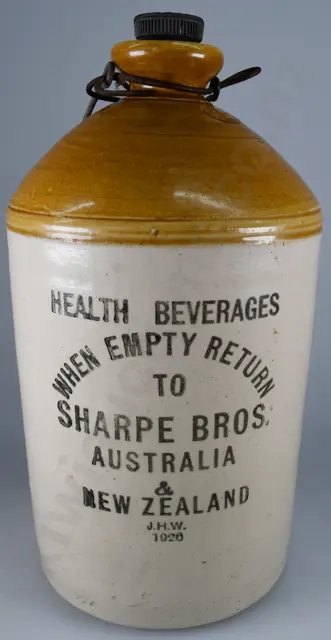 HEALTH BEVERAGES
WHEN EMPTY RETURN
TO
SHARPE BROS.
AUSTRALIA
&
NEW ZEALAND
J.H.W.
1926